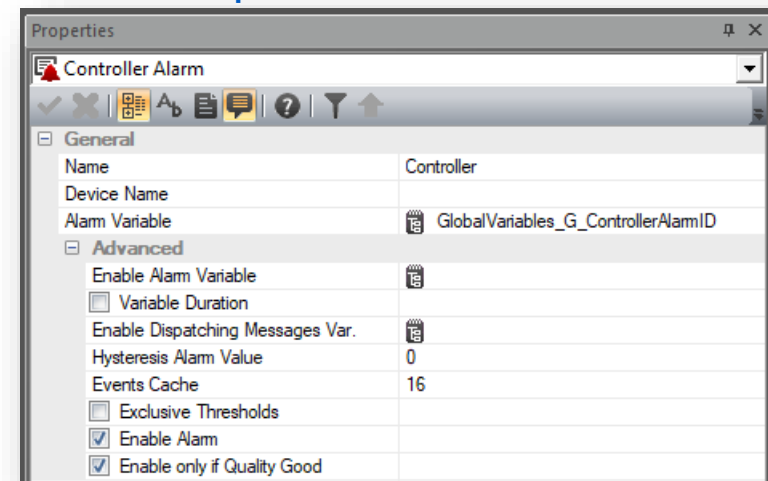 Properties
Controller Alarm
General
Name Controller
Device Name
Alarm Variable GlobalVariables_G_ControllerAlarmID
Advanced
Enable Alarm Variable
Variable Duration
Enable Dispatching Messages Var.
Hysteresis Alarm Value 0
Events Cache 16
Exclusive Thresholds
Enable Alarm
Enable only if Quality Good